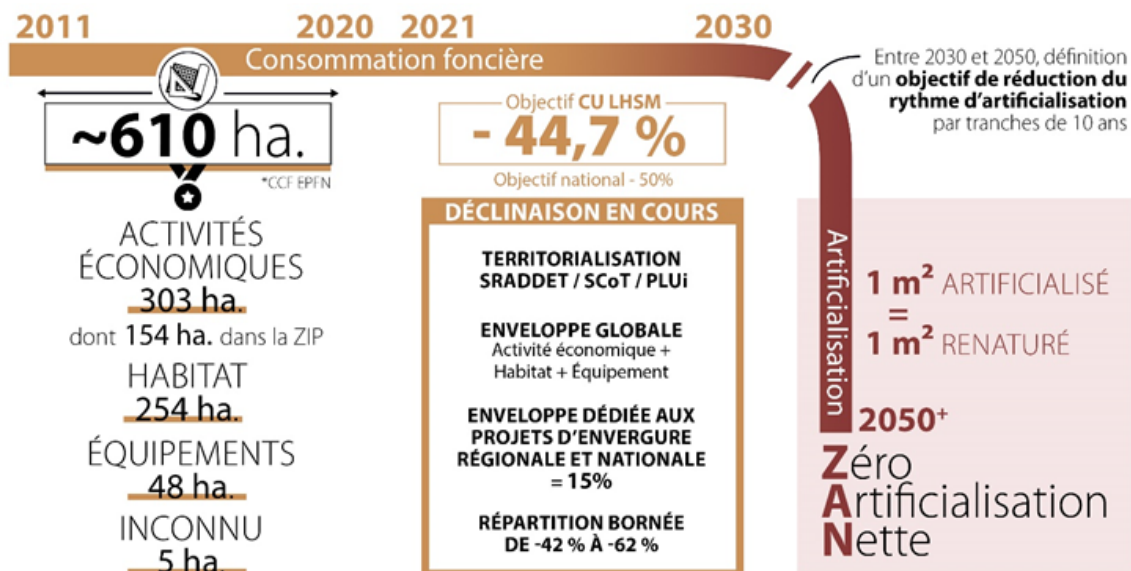 2011
2020
2021
2030
Consommation foncière
~610 ha.
*CCF EPFN
ACTIVITÉS
ÉCONOMIQUES
303 ha.
dont 154 ha. dans la ZIP
HABITAT
254 ha.
ÉQUIPEMENTS
48 ha.
INCONNU
5 ha.
Objectif CU LHSM
- 44,7 %
Objectif national - 50%
DÉCLINAISON EN COURS
TERRITORIALISATION
SRADDET / SCoT / PLUi
ENVELOPPE GLOBALE
Activité économique +
Habitat + Équipement
ENVELOPPE DÉDIÉE AUX
PROJETS D'ENVERGURE
RÉGIONALE ET NATIONALE
= 15%
RÉPARTITION BORNÉE
DE -42 % À -62 %
Entre 2030 et 2050, définition
d'un objectif de réduction du
rythme d'artificialisation
par tranches de 10 ans
Artificialisation
1 m² ARTIFICIALISÉ
=
1 m² RENATURÉ
2050+
Zéro
Artificialisation
Nette